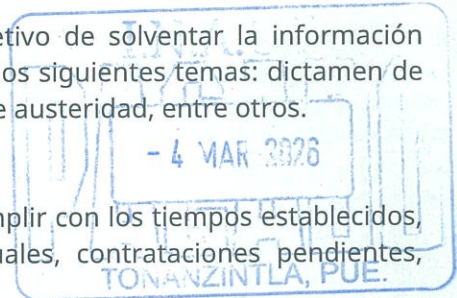 etivo de solventar la información
os siguientes temas: dictamen de
e austeridad, entre otros.
- 4 MAR 2026
nplir con los tiempos establecidos,
uales, contrataciones pendientes,
TONANZINTLA, PUE.